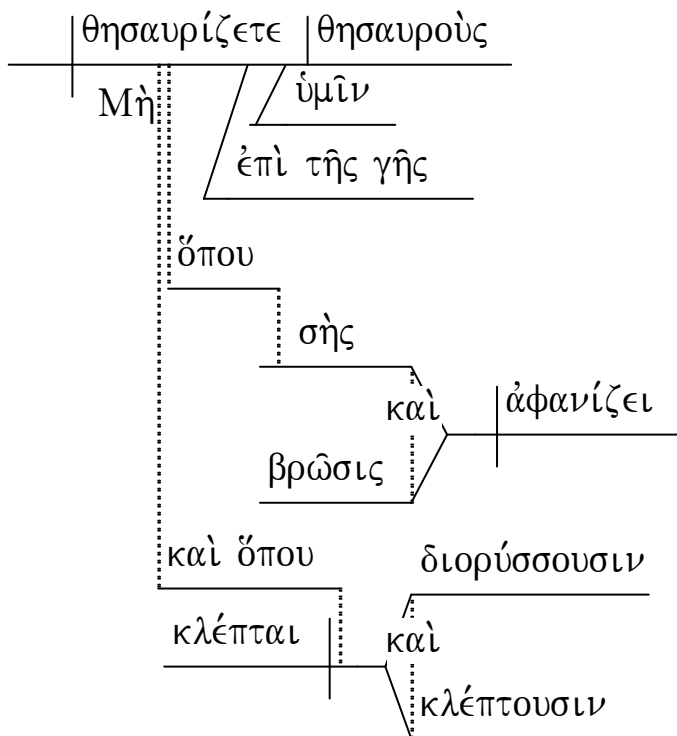 θησαυρίζετε θησαυροὺς
Μὴ ὑμῖν
ἐπὶ τῆς γῆς
ὅπου
σὴς
καὶ ἀφανίζει
βρῶσις
καὶ ὅπου διορύσσουσιν
κλέπται καὶ
κλέπτουσιν